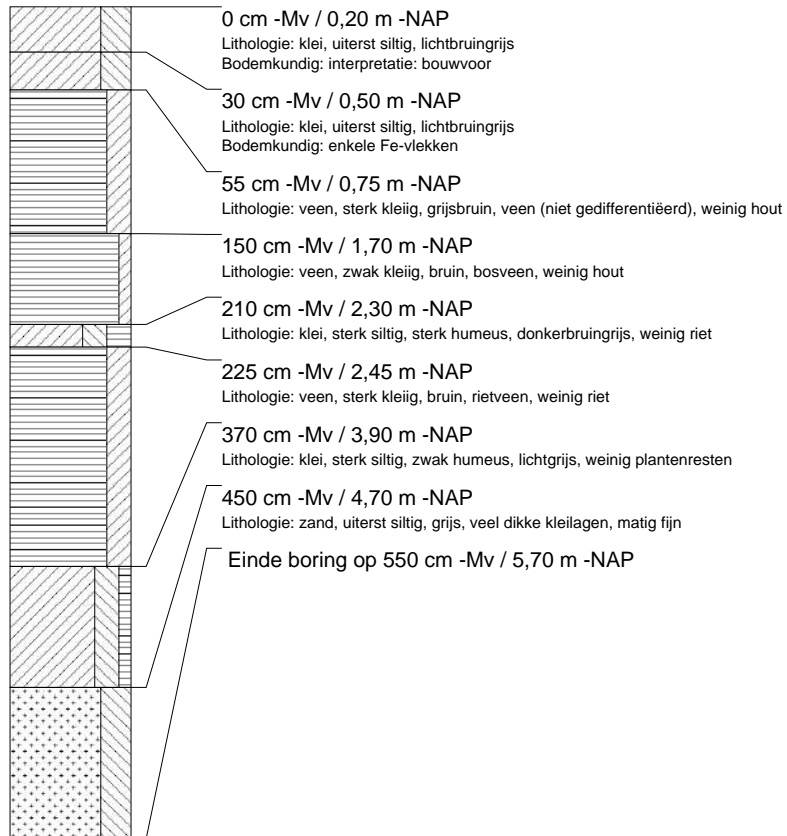 0 cm -Mv / 0,20 m -NAP
Lithologie: klei, uiterst siltig, lichtbruingrijs
Bodemkundig: interpretatie: bouwvoor
30 cm -Mv / 0,50 m -NAP
Lithologie: klei, uiterst siltig, lichtbruingrijs
Bodemkundig: enkele Fe-vlekken
55 cm -Mv / 0,75 m -NAP
Lithologie: veen, sterk kleiig, grijsbruin, veen (niet gedifferentiëerd), weinig hout
150 cm -Mv / 1,70 m -NAP
Lithologie: veen, zwak kleiig, bruin, bosveen, weinig hout
210 cm -Mv / 2,30 m -NAP
Lithologie: klei, sterk siltig, sterk humeus, donkerbruingrijs, weinig riet
225 cm -Mv / 2,45 m -NAP
Lithologie: veen, sterk kleiig, bruin, rietveen, weinig riet
370 cm -Mv / 3,90 m -NAP
Lithologie: klei, sterk siltig, zwak humeus, lichtgrijs, weinig plantenresten
450 cm -Mv / 4,70 m -NAP
Lithologie: zand, uiterst siltig, grijs, veel dikke kleilagen, matig fijn
Einde boring op 550 cm -Mv / 5,70 m -NAP